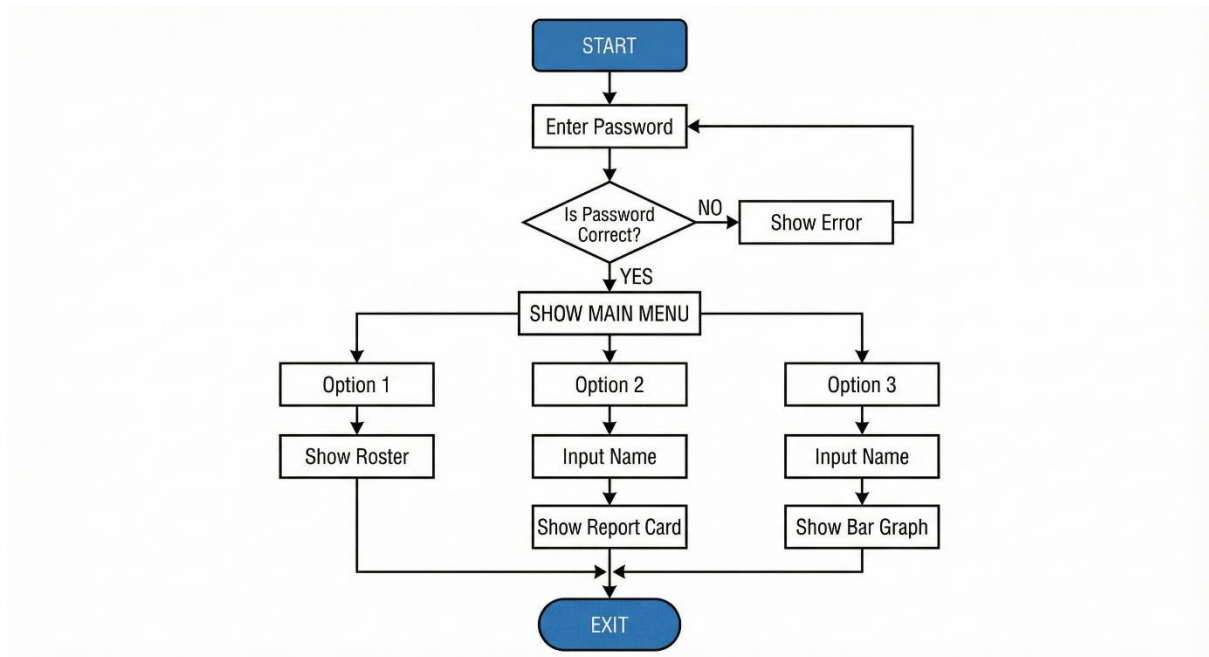 START
Enter Password
Is Password
Correct?
NO
Show Error
YES
SHOW MAIN MENU
Option 1
Option 2
Option 3
Show Roster
Input Name
Input Name
Show Report Card
Show Bar Graph
EXIT